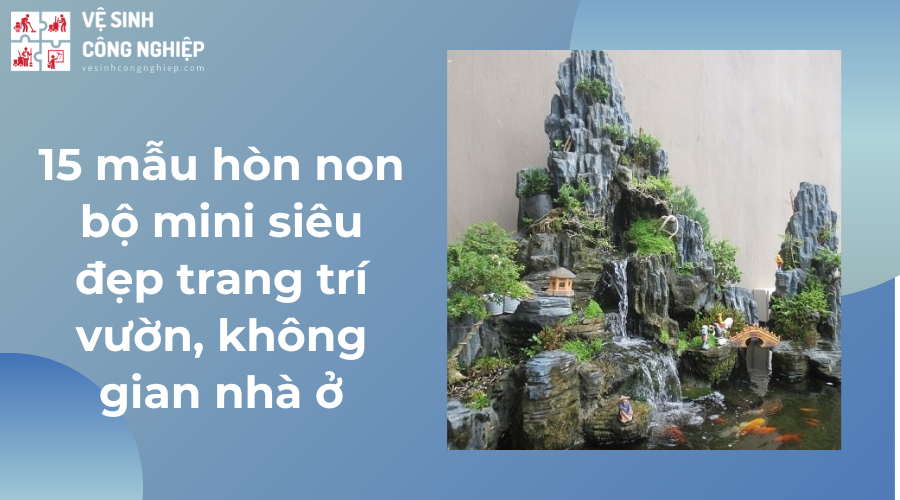 VỆ SINH
CÔNG NGHIỆP
vesinhcongnghiep.com
15 mẫu hòn non
bộ mini siêu
đẹp trang trí
vườn, không
gian nhà ở